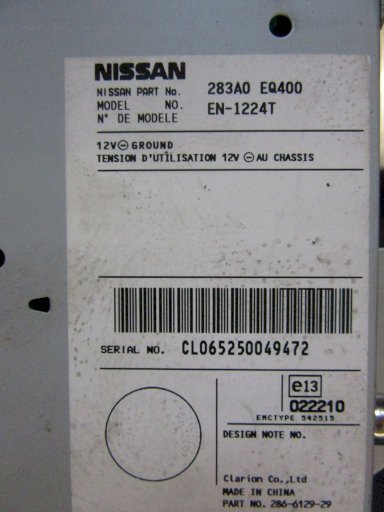 NISSAN
NISSAN PART No. 283A0 EQ400
MODEL NO. EN-1224T
N° DE MODELE
12V⊖GROUND
TENSION D'UTILISATION 12V ⊖ AU CHASSIS
SERIAL NO. CL065250049472
e13
022210
EMCTYPE 542515
DESIGN NOTE NO.
Clarion Co.,Ltd
MADE IN CHINA
PART NO. 286-6129-29